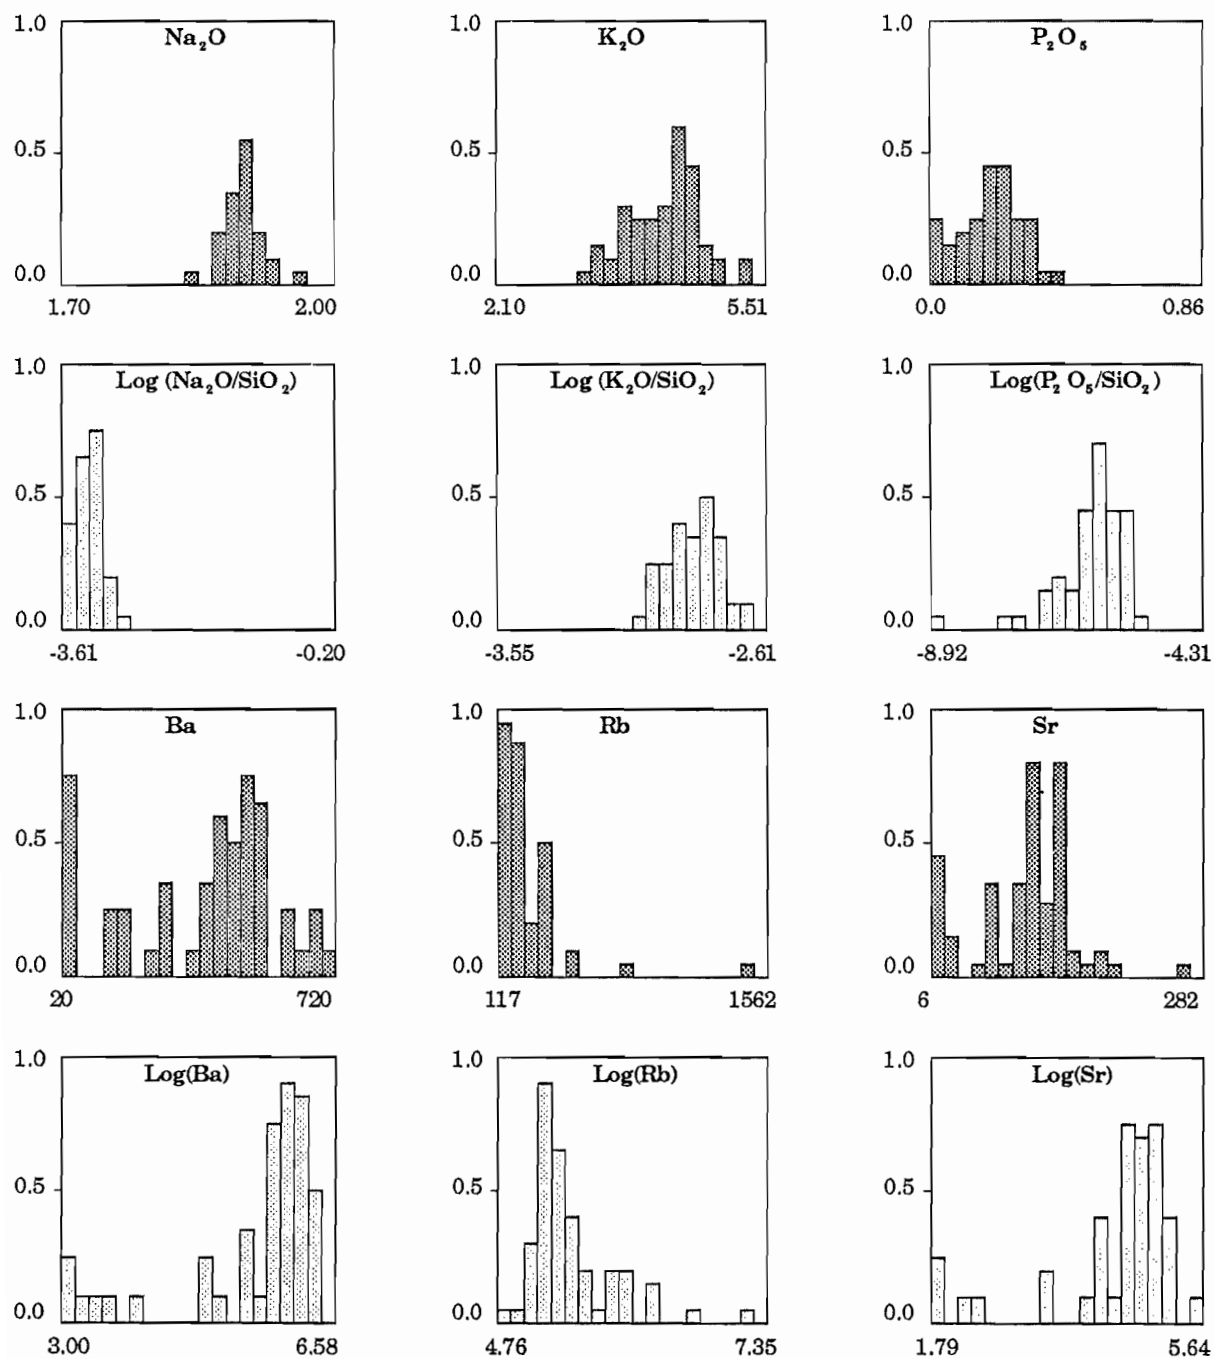 1.0 Na₂O 1.0 K₂O 1.0 P₂O₅
0.5 0.5 0.5
0.0 0.0 0.0
1.70 2.00 2.10 5.51 0.0 0.86
1.0 Log (Na₂O/SiO₂) 1.0 Log (K₂O/SiO₂) 1.0 Log(P₂O₅/SiO₂)
0.5 0.5 0.5
0.0 0.0 0.0
-3.61 -0.20 -3.55 -2.61 -8.92 -4.31
1.0 Ba 1.0 Rb 1.0 Sr
0.5 0.5 0.5
0.0 0.0 0.0
20 720 117 1562 6 282
1.0 Log(Ba) 1.0 Log(Rb) 1.0 Log(Sr)
0.5 0.5 0.5
0.0 0.0 0.0
3.00 6.58 4.76 7.35 1.79 5.64